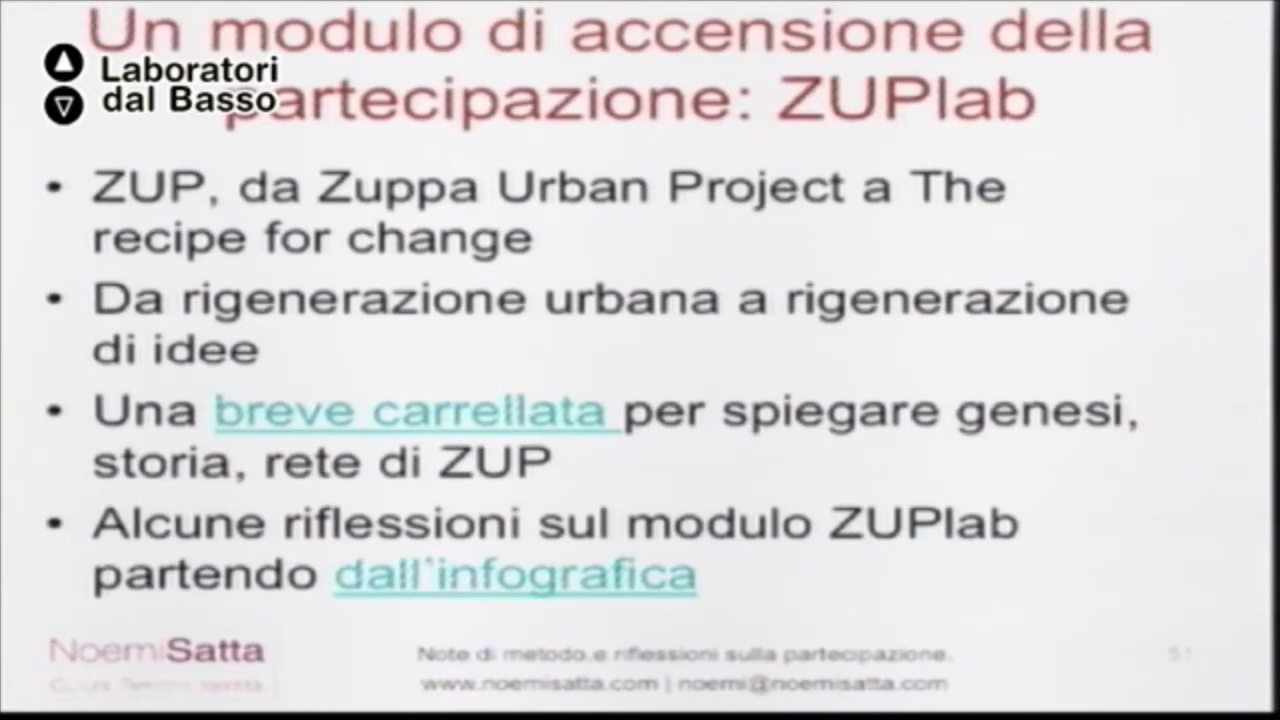 Un modulo di accensione della
partecipazione: ZUPlab
Laboratori
dal Basso
• ZUP, da Zuppa Urban Project a The
recipe for change
• Da rigenerazione urbana a rigenerazione
di idee
• Una breve carrellata per spiegare genesi,
storia, rete di ZUP
• Alcune riflessioni sul modulo ZUPlab
partendo dall'infografica
NoemiSatta
Note di metodo e riflessioni sulla partecipazione.
www.noemisatta.com | noemi@noemisatta.com
51